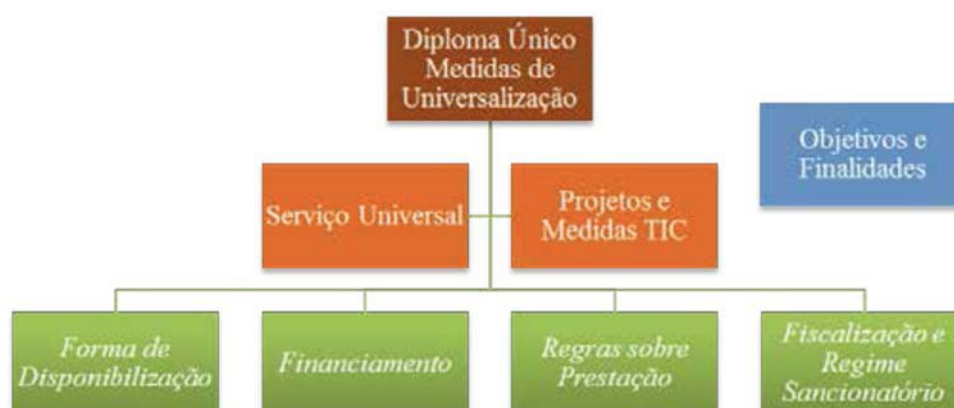 Diploma Único
Medidas de
Universalização
Objetivos e
Finalidades
Serviço Universal
Projetos e
Medidas TIC
Forma de
Disponibilização
Financiamento
Regras sobre
Prestação
Fiscalização e
Regime
Sancionatório